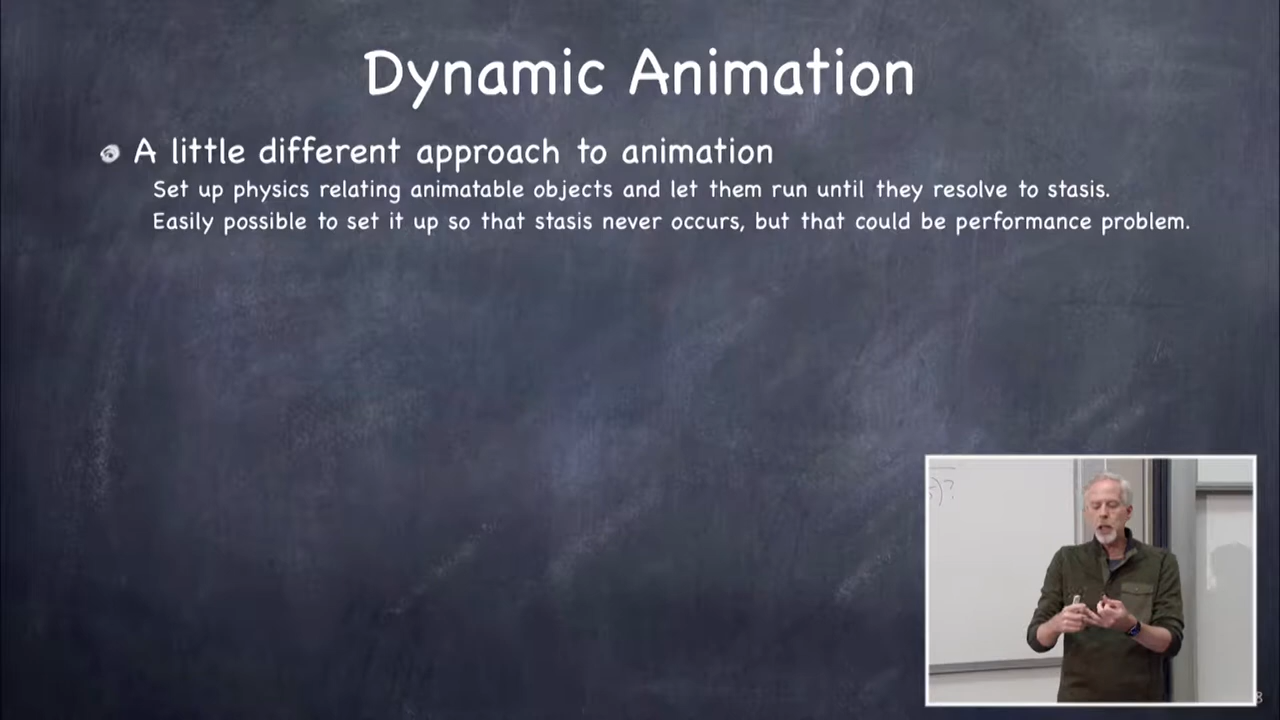 Dynamic Animation
A little different approach to animation
Set up physics relating animatable objects and let them run until they resolve to stasis.
Easily possible to set it up so that stasis never occurs, but that could be performance problem.
)?
8